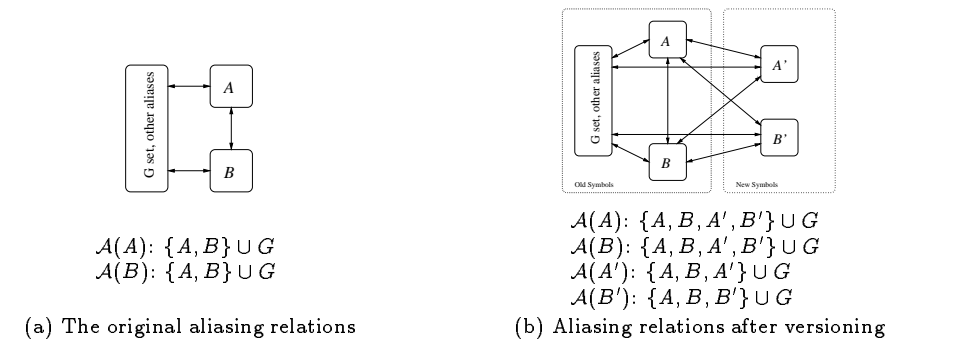 G set, other aliases
A
B
𝒜(A): {A, B} ∪ G
𝒜(B): {A, B} ∪ G
(a) The original aliasing relations
G set, other aliases
A
B
A'
B'
Old Symbols
New Symbols
𝒜(A): {A, B, A′, B′} ∪ G
𝒜(B): {A, B, A′, B′} ∪ G
𝒜(A′): {A, B, A′} ∪ G
𝒜(B′): {A, B, B′} ∪ G
(b) Aliasing relations after versioning